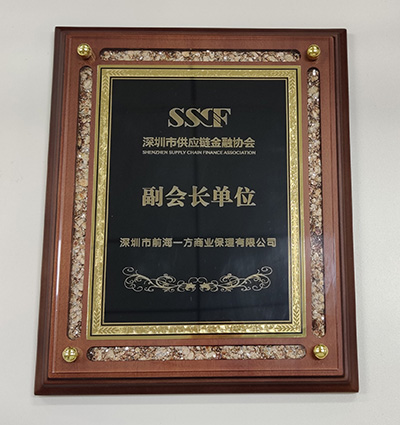 SSCF
深圳市供应链金融协会
SHENZHEN SUPPLY CHAIN FINANCE ASSOCIATION
副会长单位
深圳市前海一方商业保理有限公司